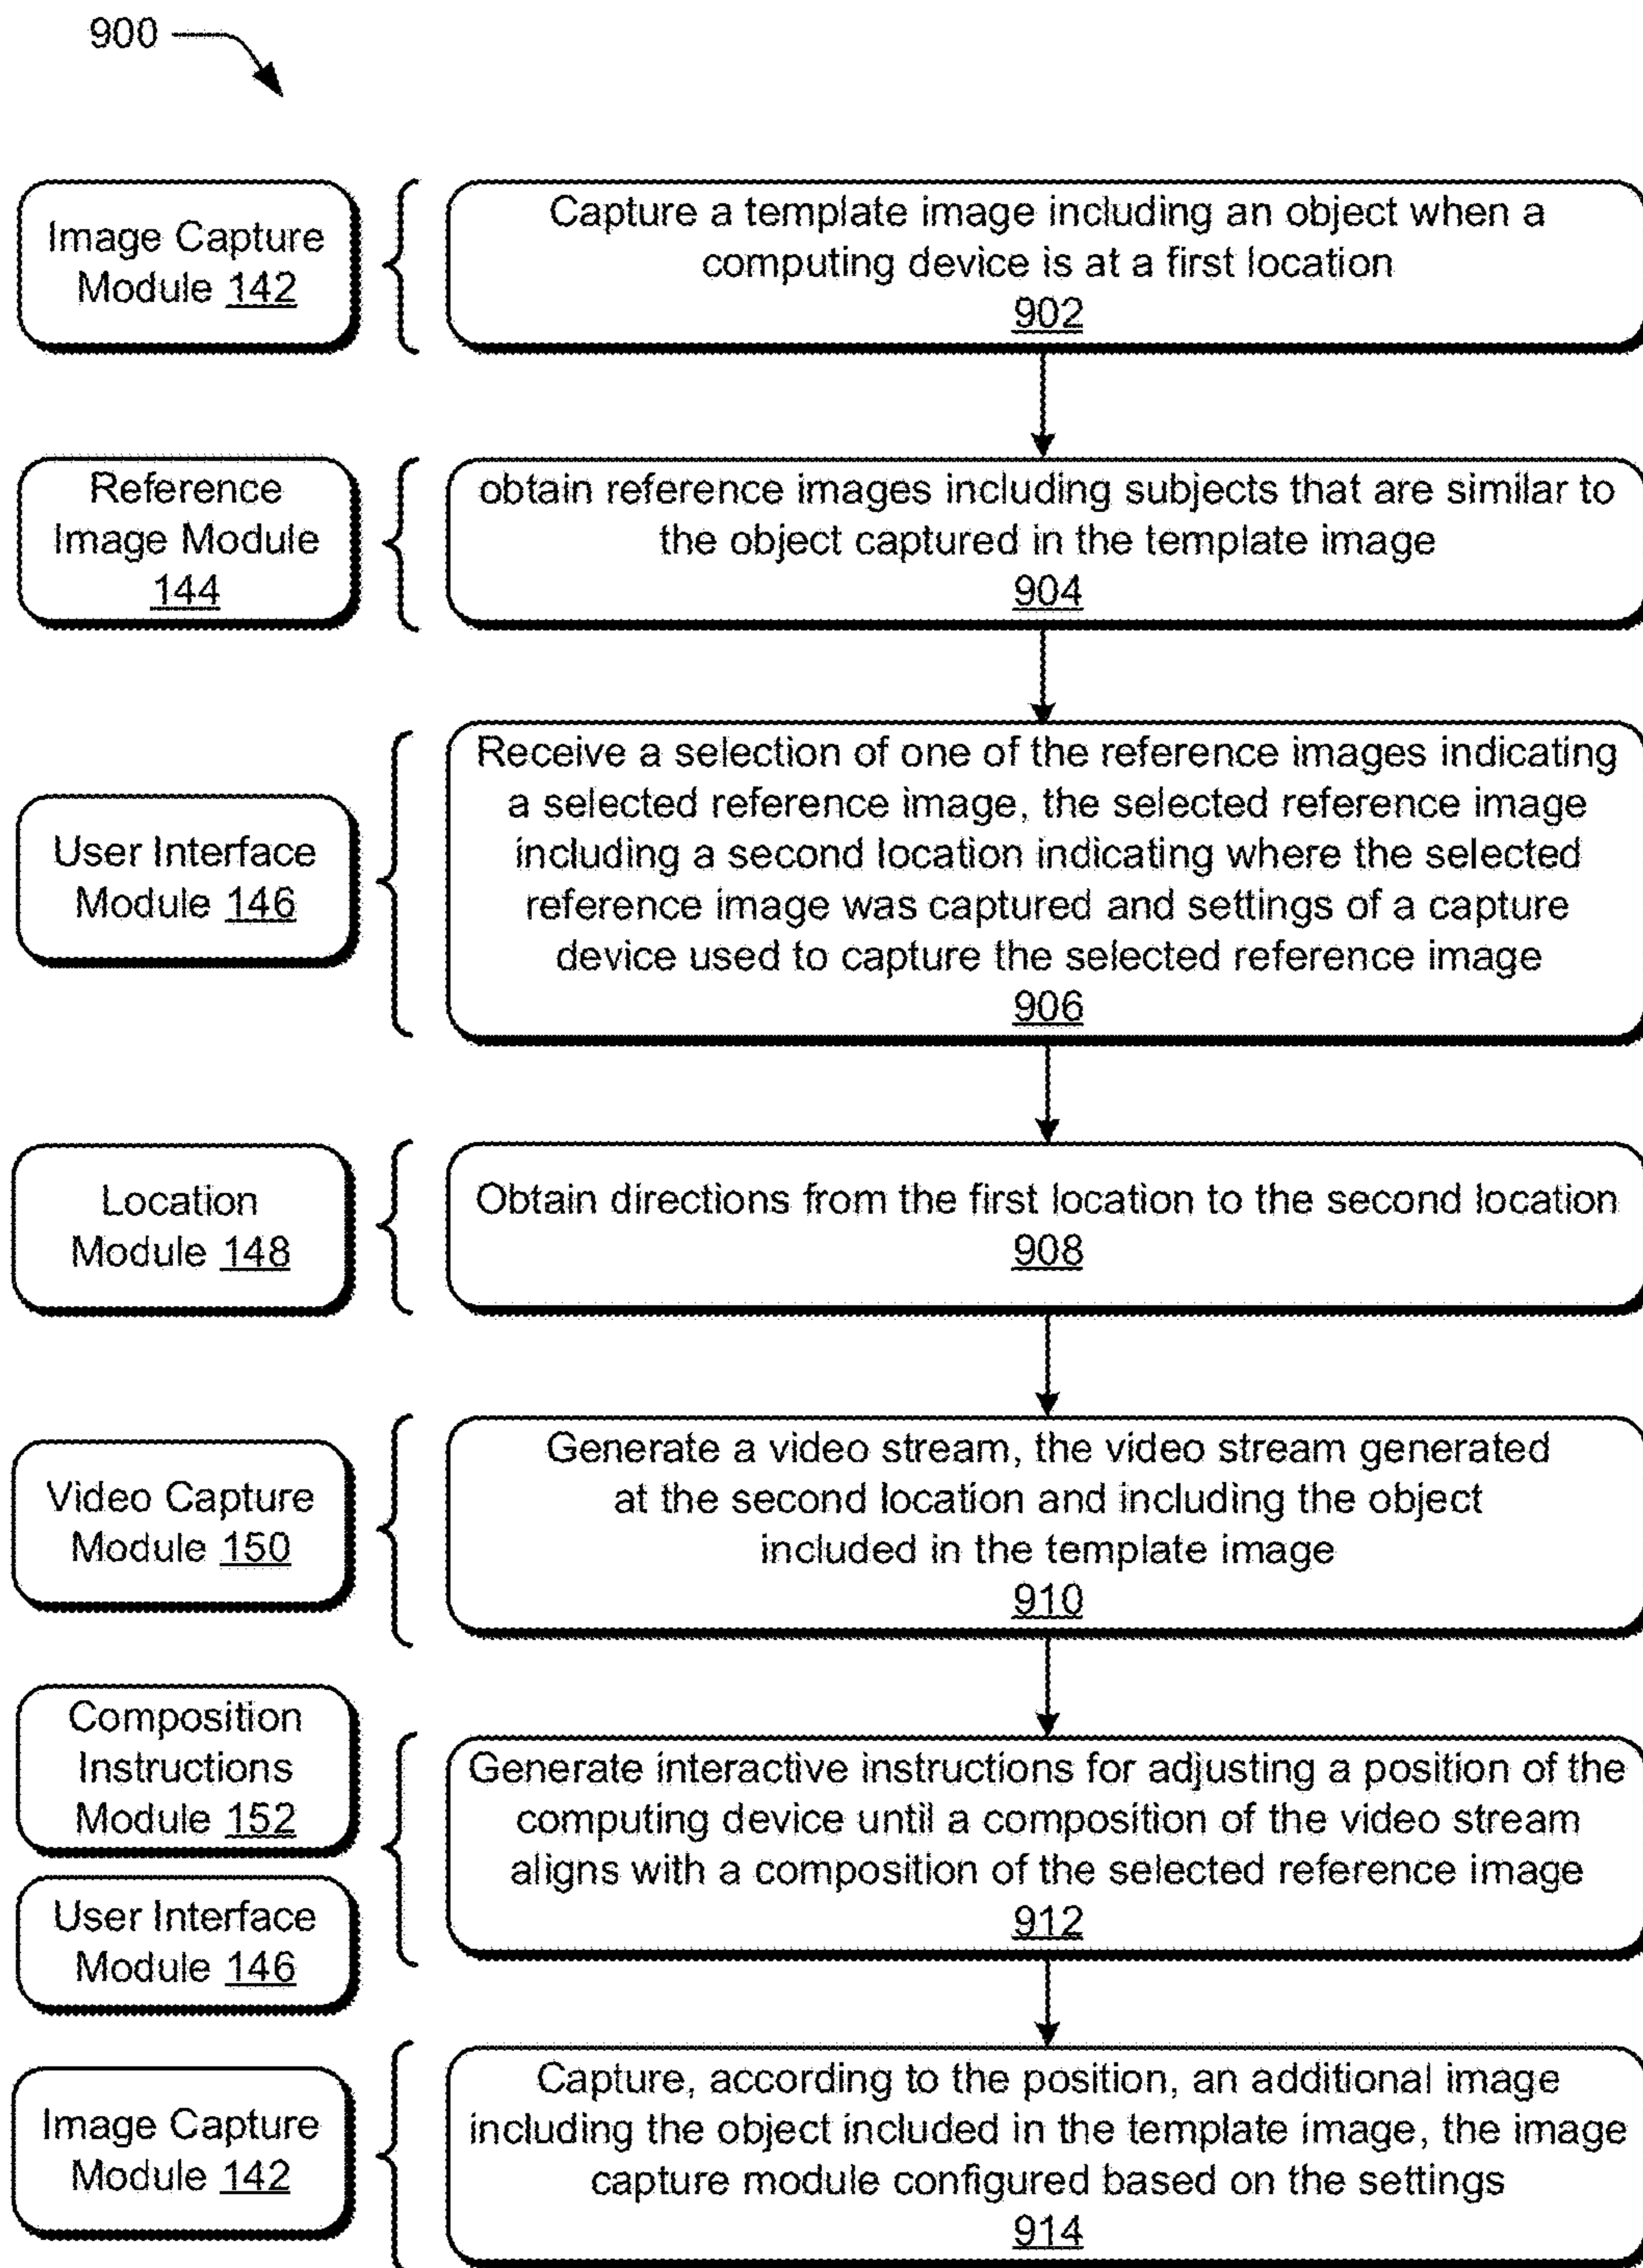 900
Image Capture
Module 142
Capture a template image including an object when a
computing device is at a first location
902
Reference
Image Module
144
obtain reference images including subjects that are similar to
the object captured in the template image
904
User Interface
Module 146
Receive a selection of one of the reference images indicating
a selected reference image, the selected reference image
including a second location indicating where the selected
reference image was captured and settings of a capture
device used to capture the selected reference image
906
Location
Module 148
Obtain directions from the first location to the second location
908
Video Capture
Module 150
Generate a video stream, the video stream generated
at the second location and including the object
included in the template image
910
Composition
Instructions
Module 152
User Interface
Module 146
Generate interactive instructions for adjusting a position of the
computing device until a composition of the video stream
aligns with a composition of the selected reference image
912
Image Capture
Module 142
Capture, according to the position, an additional image
including the object included in the template image, the image
capture module configured based on the settings
914